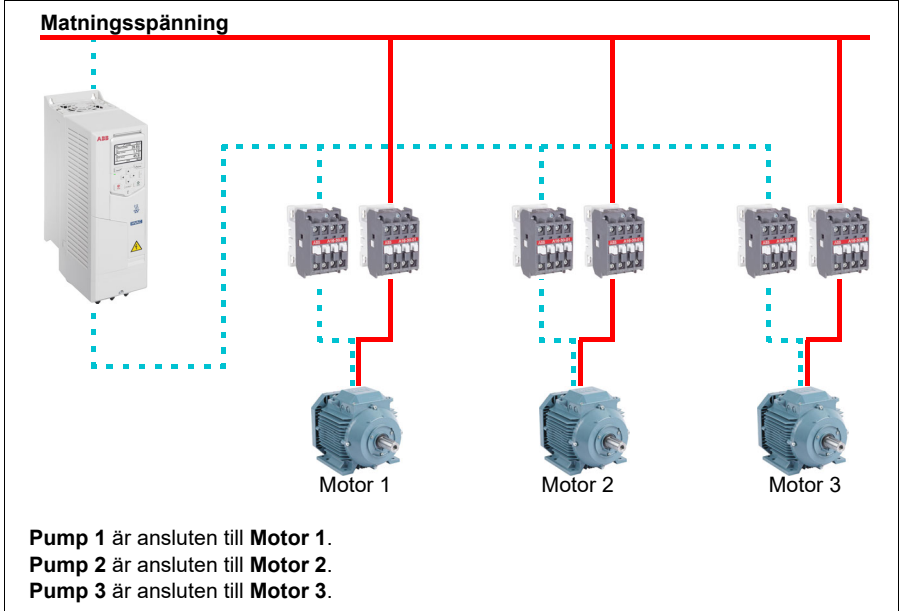 Matningsspänning
ABB
Motor 1
Motor 2
Motor 3
Pump 1 är ansluten till Motor 1.
Pump 2 är ansluten till Motor 2.
Pump 3 är ansluten till Motor 3.